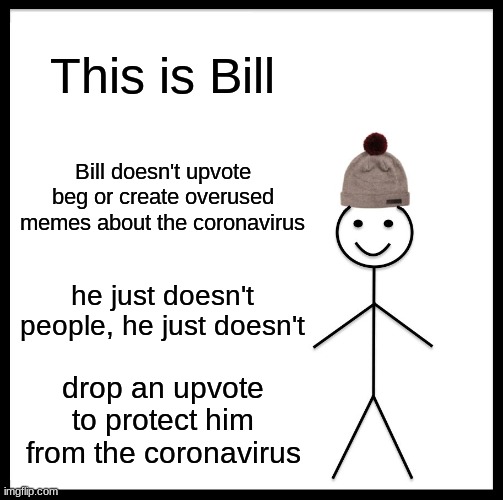 This is Bill
Bill doesn't upvote
beg or create overused
memes about the coronavirus
he just doesn't
people, he just doesn't
drop an upvote
to protect him
from the coronavirus
imgflip.com